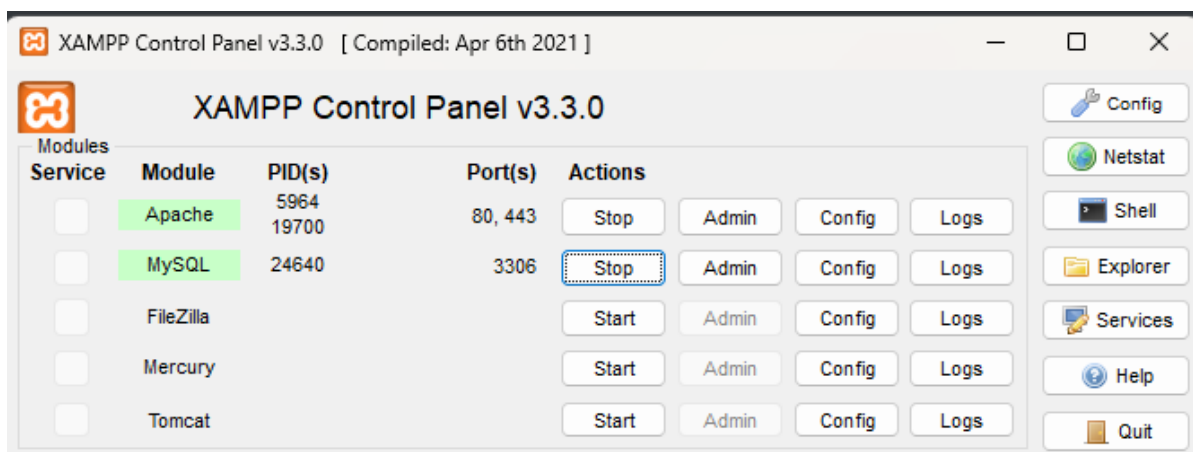 XAMPP Control Panel v3.3.0 [ Compiled: Apr 6th 2021 ]
XAMPP Control Panel v3.3.0
Modules
Service Module PID(s) Port(s) Actions
Apache 5964 19700 80, 443 Stop Admin Config Logs
MySQL 24640 3306 Stop Admin Config Logs
FileZilla Start Admin Config Logs
Mercury Start Admin Config Logs
Tomcat Start Admin Config Logs
Config
Netstat
Shell
Explorer
Services
Help
Quit